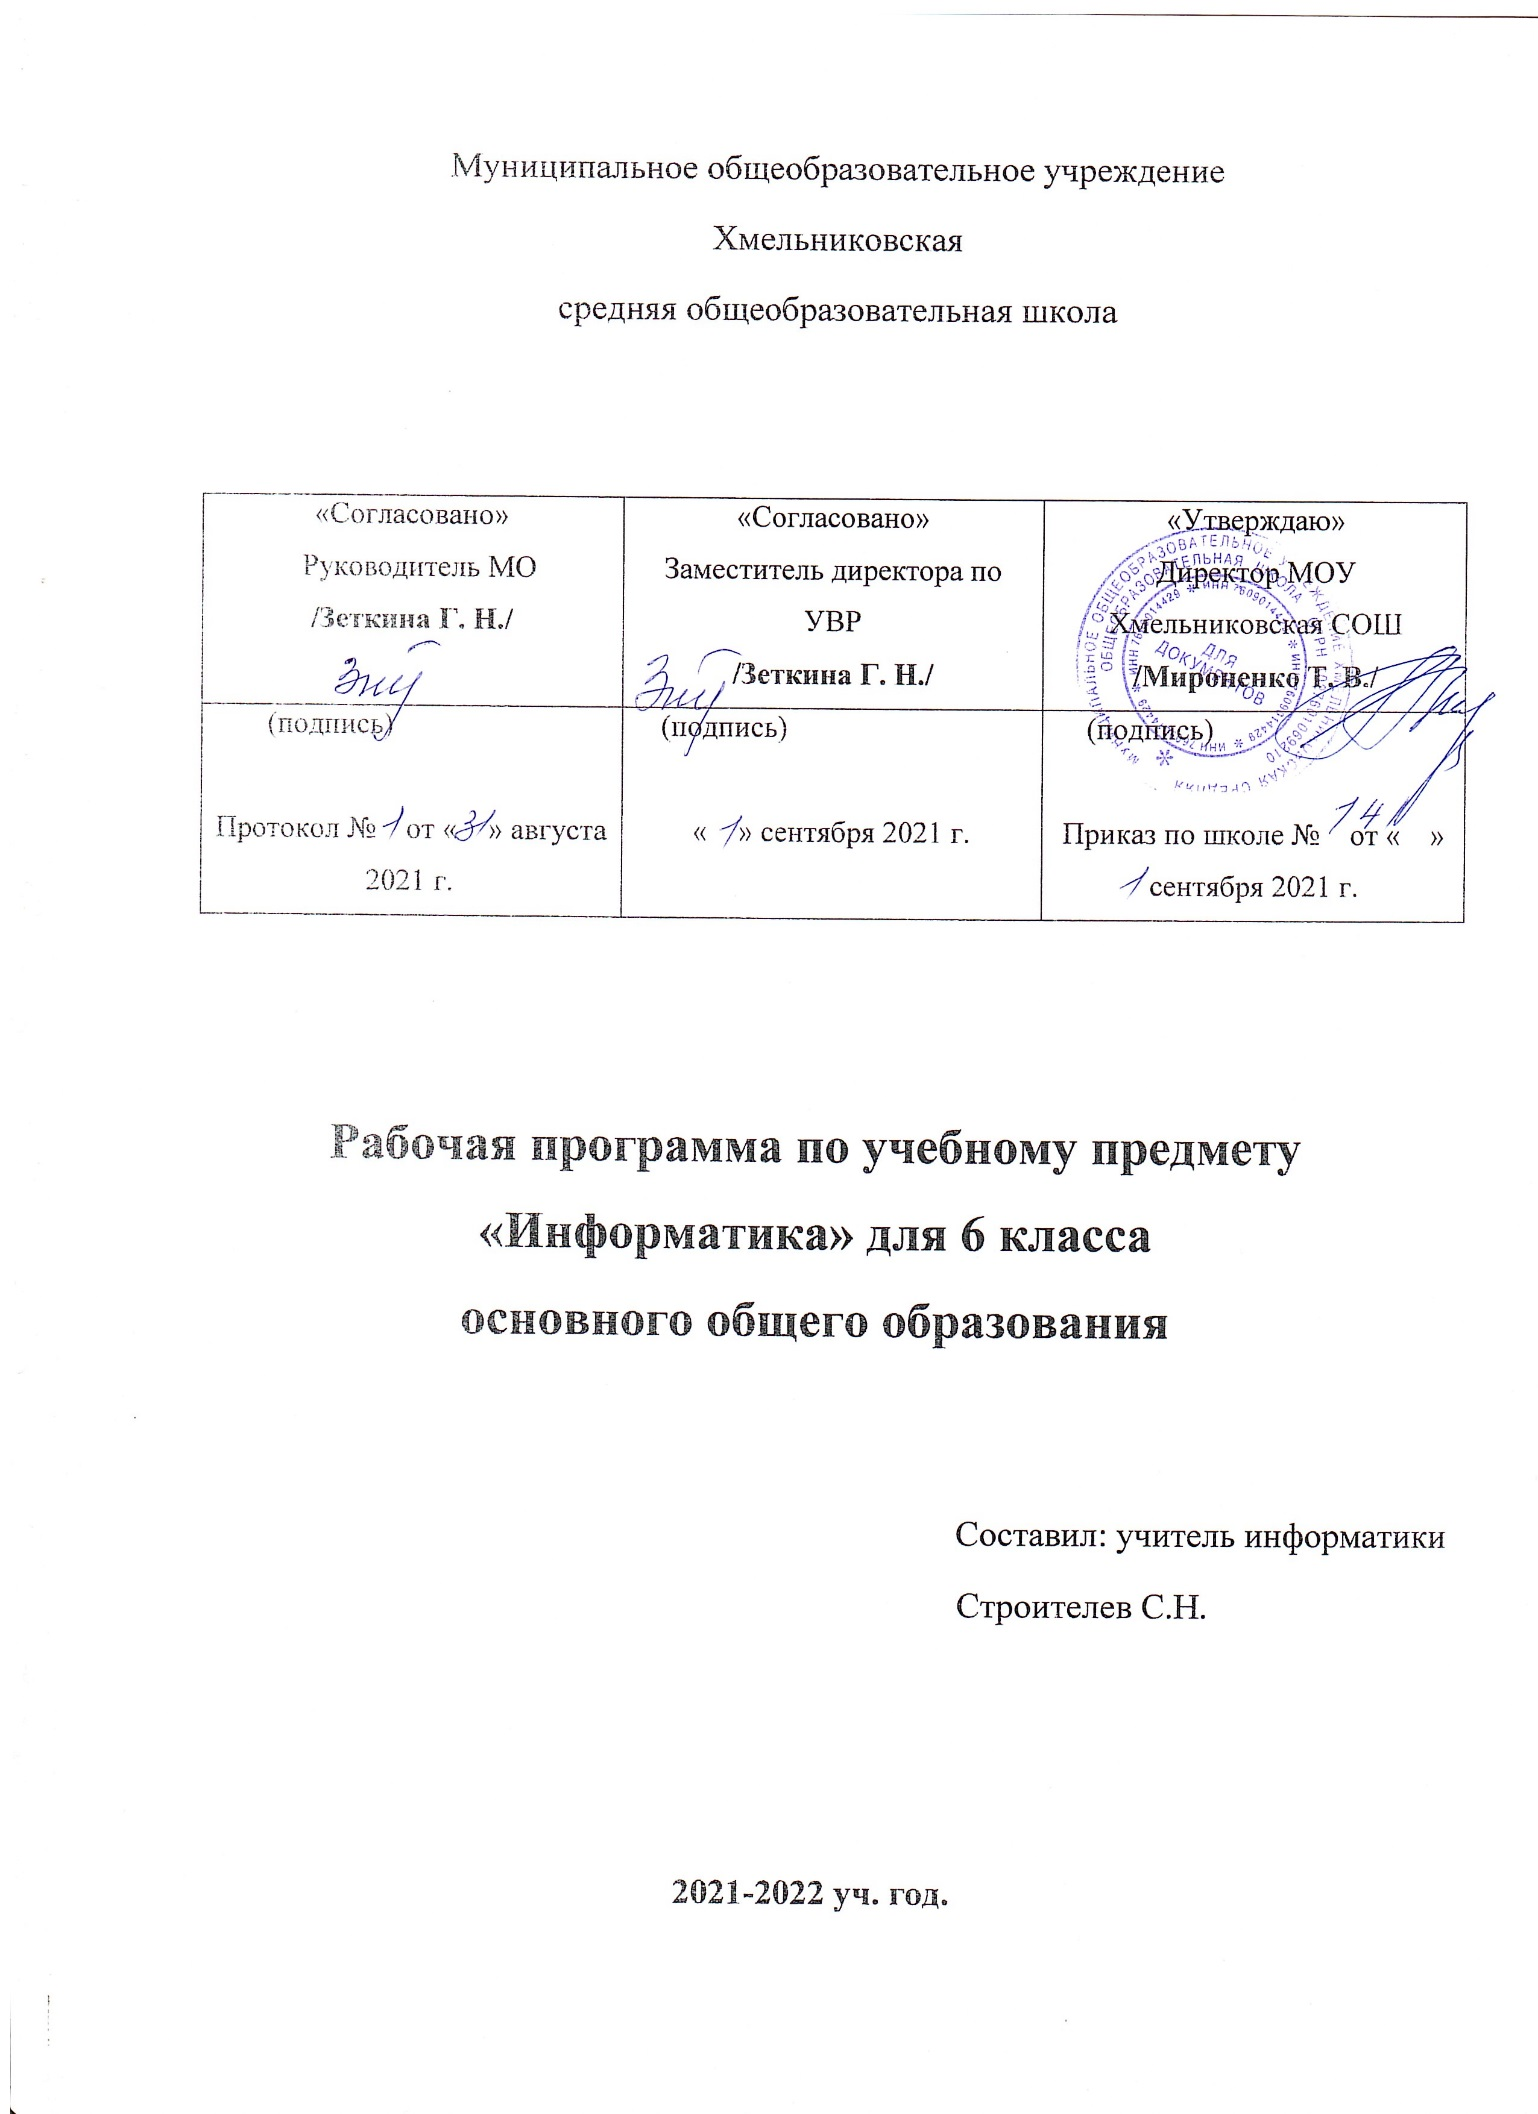 Муниципальное общеобразовательное учреждение
Хмельниковская
средняя общеобразовательная школа
«Согласовано»
Руководитель МО
/Зеткина Г. Н./
(подпись)
Протокол № 1 от «31» августа
2021 г.
«Согласовано»
Заместитель директора по
УВР
/Зеткина Г. Н./
(подпись)
« 1» сентября 2021 г.
«Утверждаю»
Директор МОУ
Хмельниковская СОШ
/Мироненко Т. В./
(подпись)
Приказ по школе № от « »
1 сентября 2021 г.
ДЛЯ
ДОКУМЕНТОВ
Рабочая программа по учебному предмету
«Информатика» для 6 класса
основного общего образования
Составил: учитель информатики
Строителев С.Н.
2021-2022 уч. год.